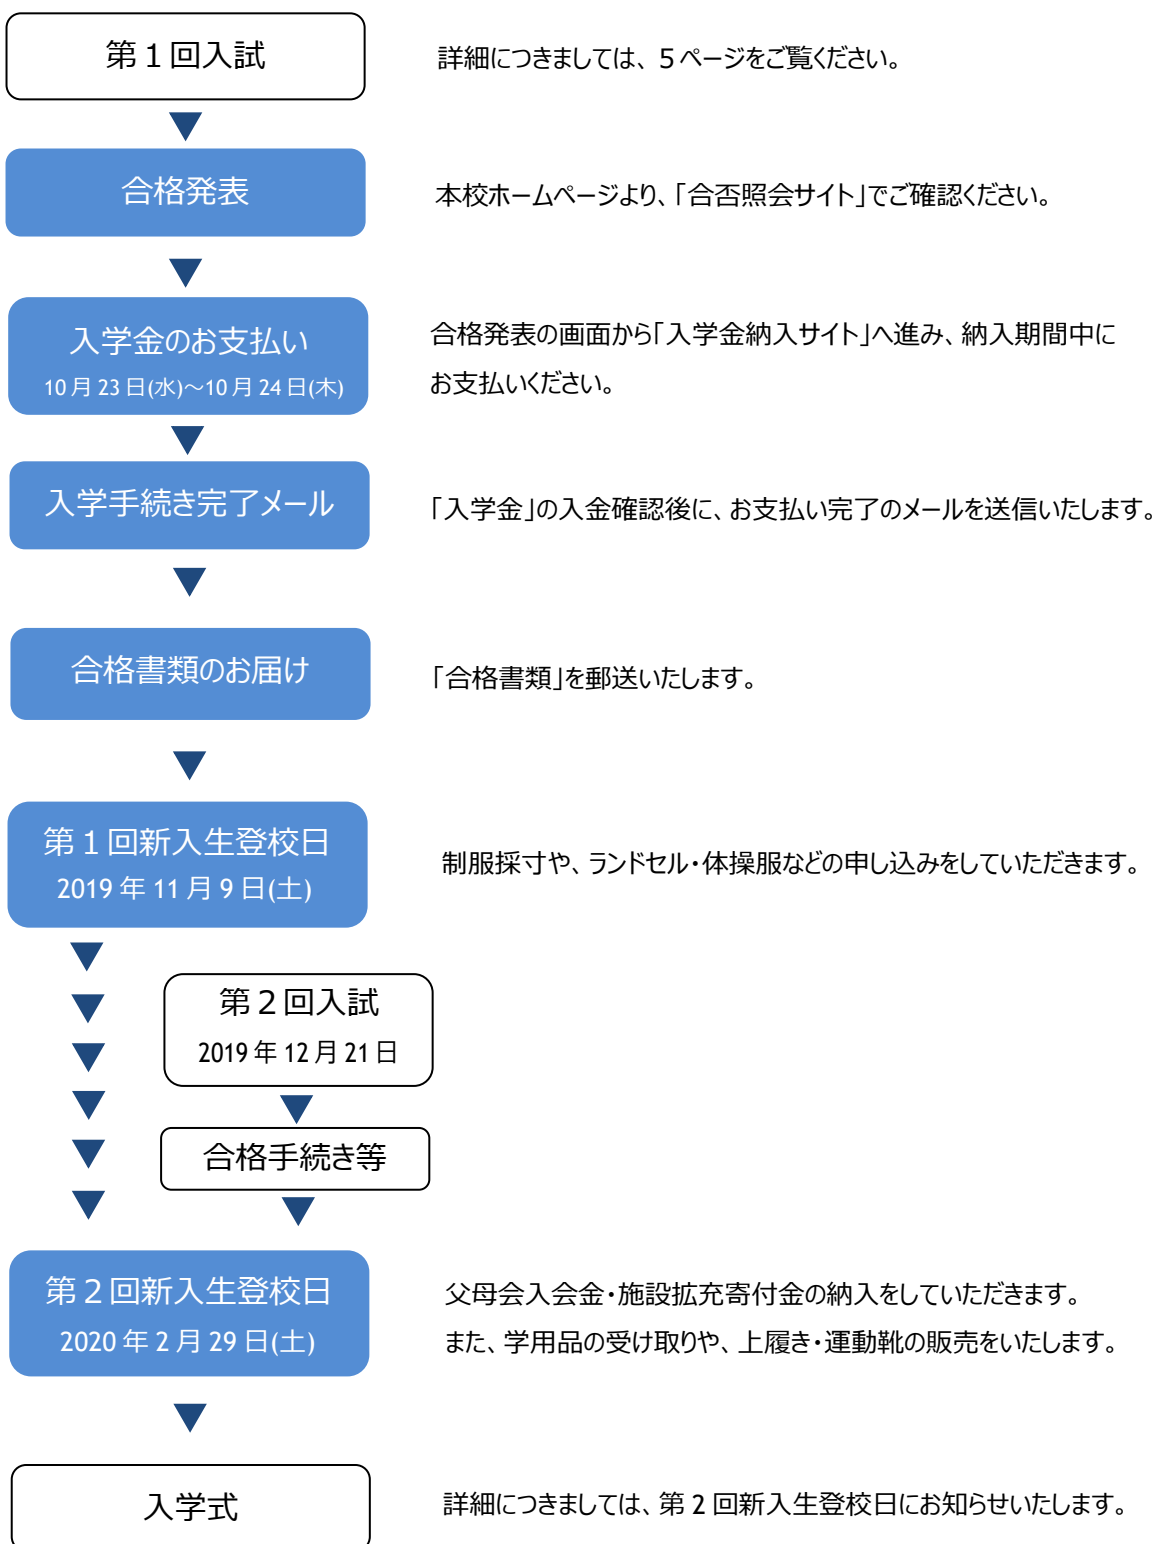 第１回入試
詳細につきましては、５ページをご覧ください。
合格発表
本校ホームページより、「合否照会サイト」でご確認ください。
入学金のお支払い
10月23日(水)～10月24日(木)
合格発表の画面から「入学金納入サイト」へ進み、納入期間中に
お支払いください。
入学手続き完了メール
「入学金」の入金確認後に、お支払い完了のメールを送信いたします。
合格書類のお届け
「合格書類」を郵送いたします。
第１回新入生登校日
2019年11月9日(土)
制服採寸や、ランドセル・体操服などの申し込みをしていただきます。
第２回入試
2019年12月21日
合格手続き等
第２回新入生登校日
2020年2月29日(土)
父母会入会金・施設拡充寄付金の納入をしていただきます。
また、学用品の受け取りや、上履き・運動靴の販売をいたします。
入学式
詳細につきましては、第2回新入生登校日にお知らせいたします。